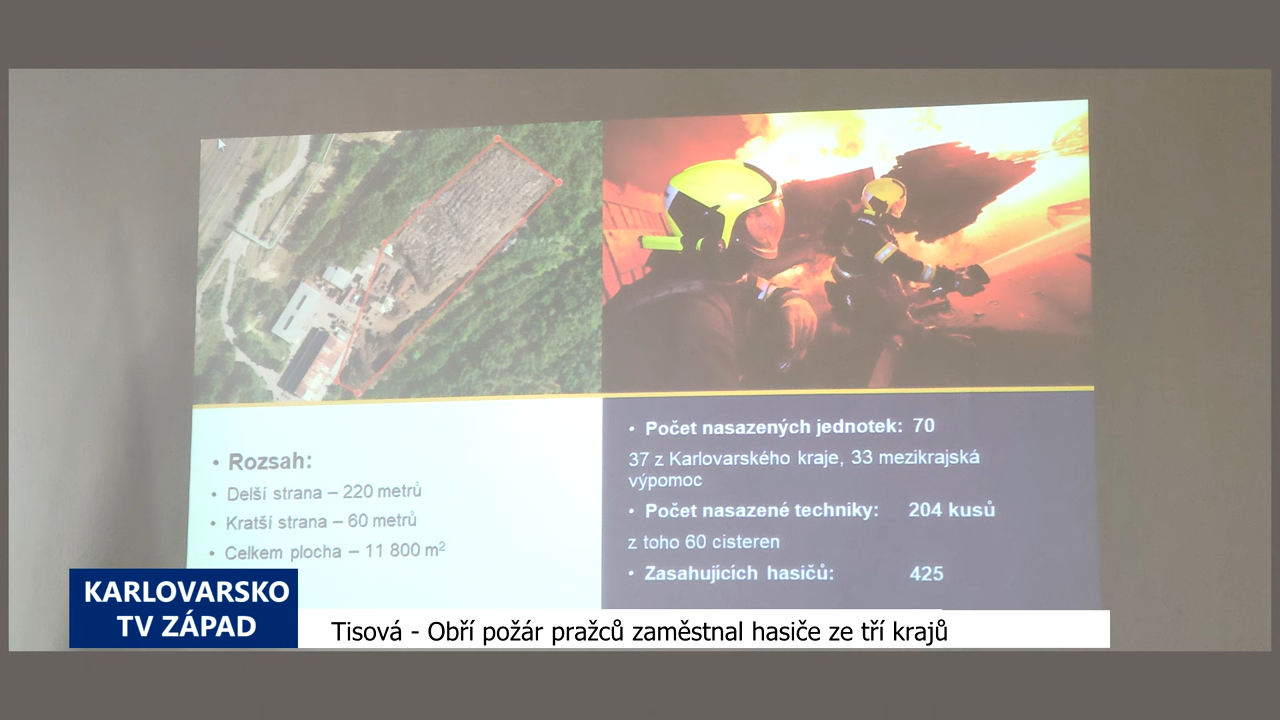 • Rozsah:
• Delší strana – 220 metrů
• Kratší strana – 60 metrů
• Celkem plocha – 11 800 m²
• Počet nasazených jednotek: 70
37 z Karlovarského kraje, 33 mezikrajská
výpomoc
• Počet nasazené techniky: 204 kusů
z toho 60 cisteren
• Zasahujících hasičů: 425
KARLOVARSKO
TV ZÁPAD
Tisová - Obří požár pražců zaměstnal hasiče ze tří krajů